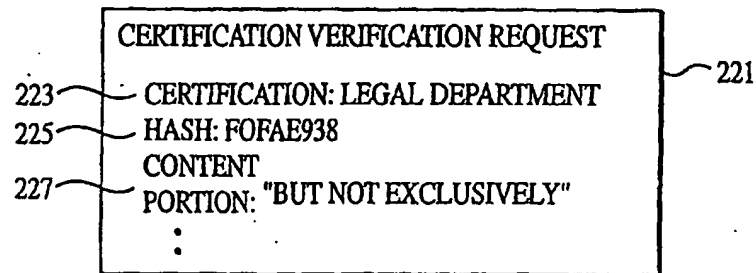 CERTIFICATION VERIFICATION REQUEST
221
223 CERTIFICATION: LEGAL DEPARTMENT
225 HASH: FOFAE938
CONTENT
227 PORTION: "BUT NOT EXCLUSIVELY"